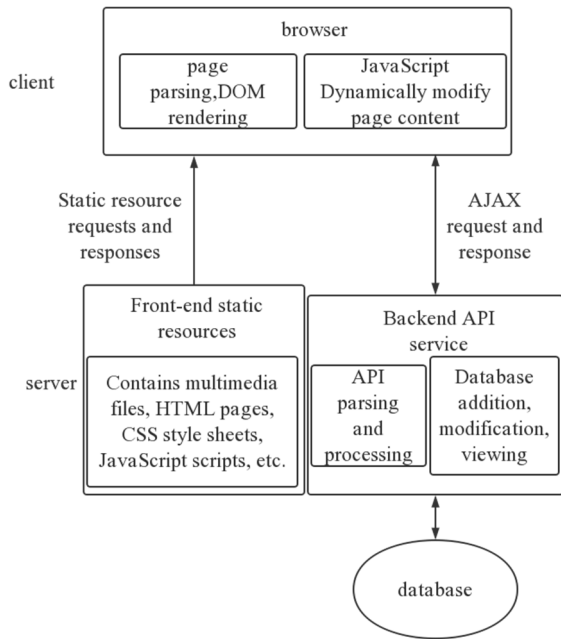 browser
client
page
parsing,DOM
rendering
JavaScript
Dynamically modify
page content
Static resource
requests and
responses
AJAX
request and
response
server
Front-end static
resources
Contains multimedia
files, HTML pages,
CSS style sheets,
JavaScript scripts, etc.
Backend API
service
API
parsing
and
processing
Database
addition,
modification,
viewing
database